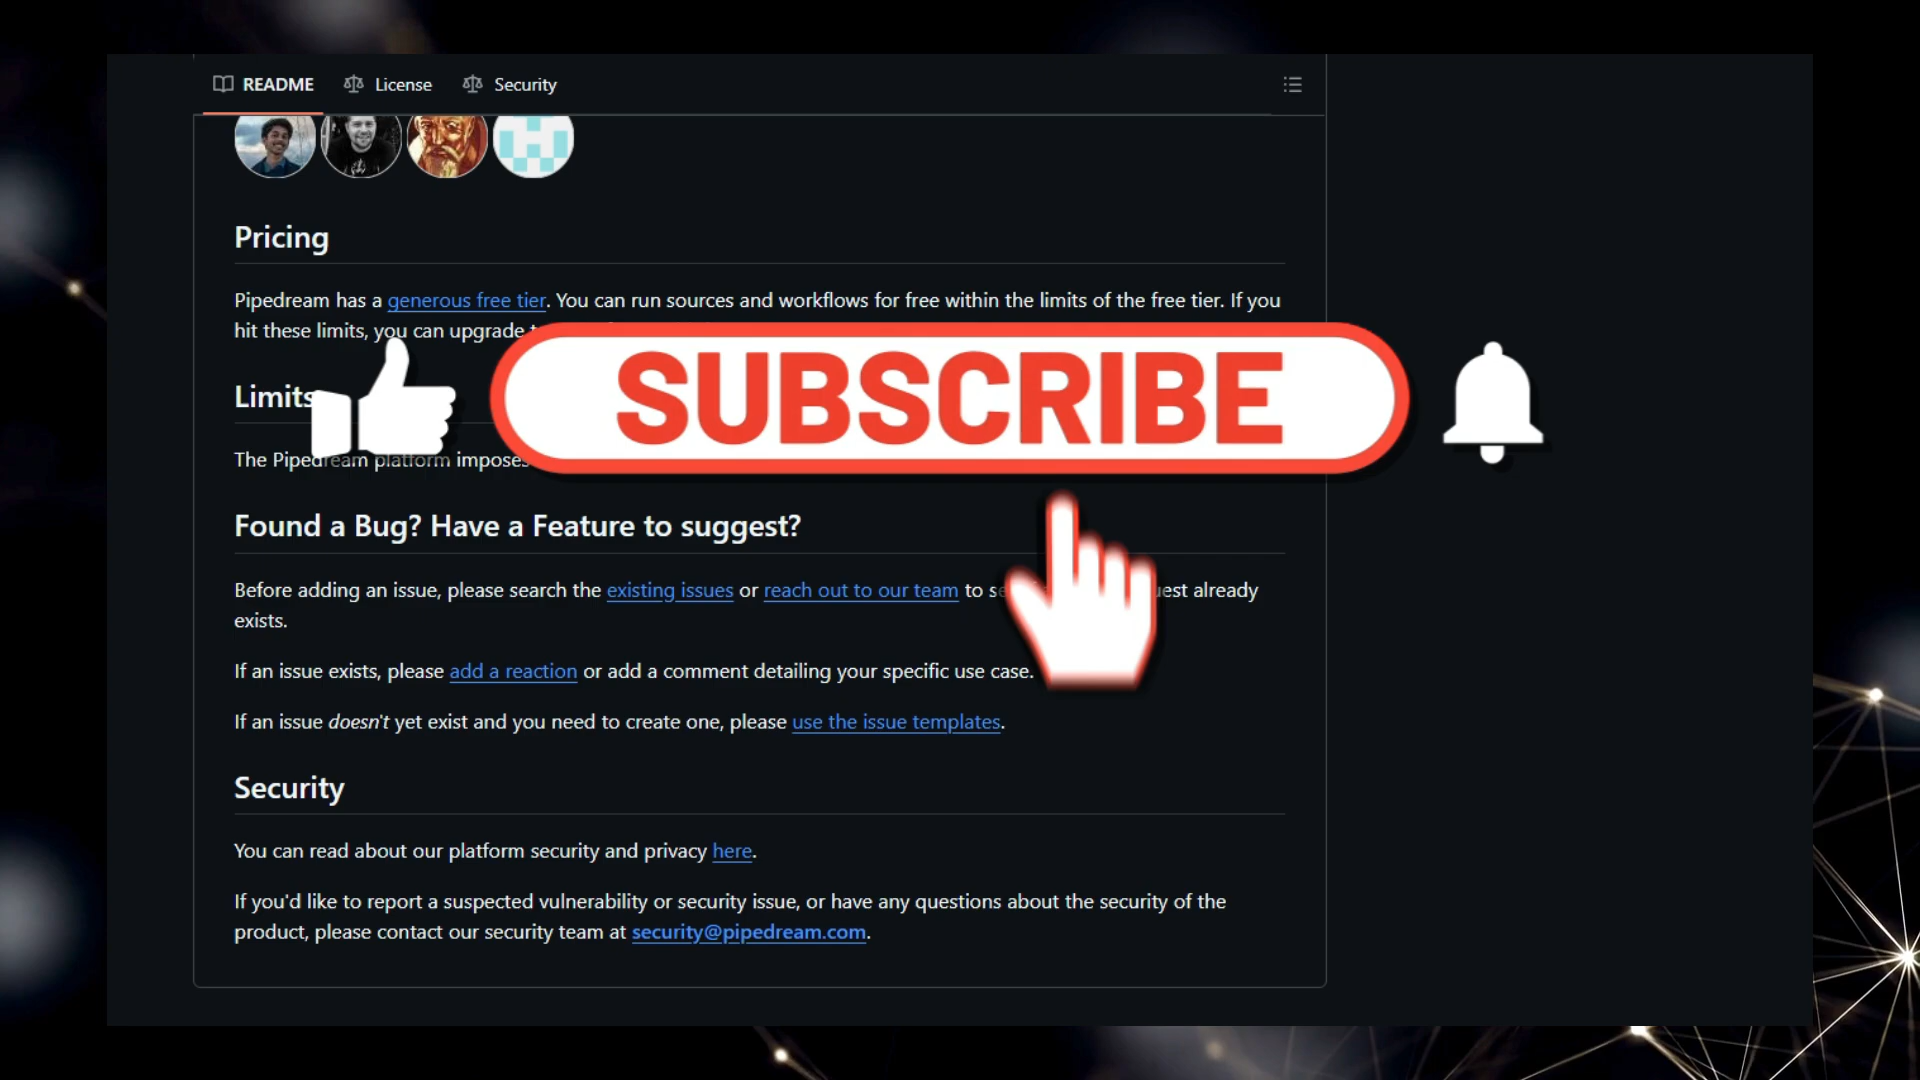 README License Security
Pricing
Pipedream has a generous free tier. You can run sources and workflows for free within the limits of the free tier. If you
hit these limits, you can upgrade
SUBSCRIBE
Limits
The Pipedream platform imposes
Found a Bug? Have a Feature to suggest?
Before adding an issue, please search the existing issues or reach out to our team to already
exists.
If an issue exists, please add a reaction or add a comment detailing your specific use case.
If an issue doesn't yet exist and you need to create one, please use the issue templates.
Security
You can read about our platform security and privacy here.
If you'd like to report a suspected vulnerability or security issue, or have any questions about the security of the
product, please contact our security team at security@pipedream.com.